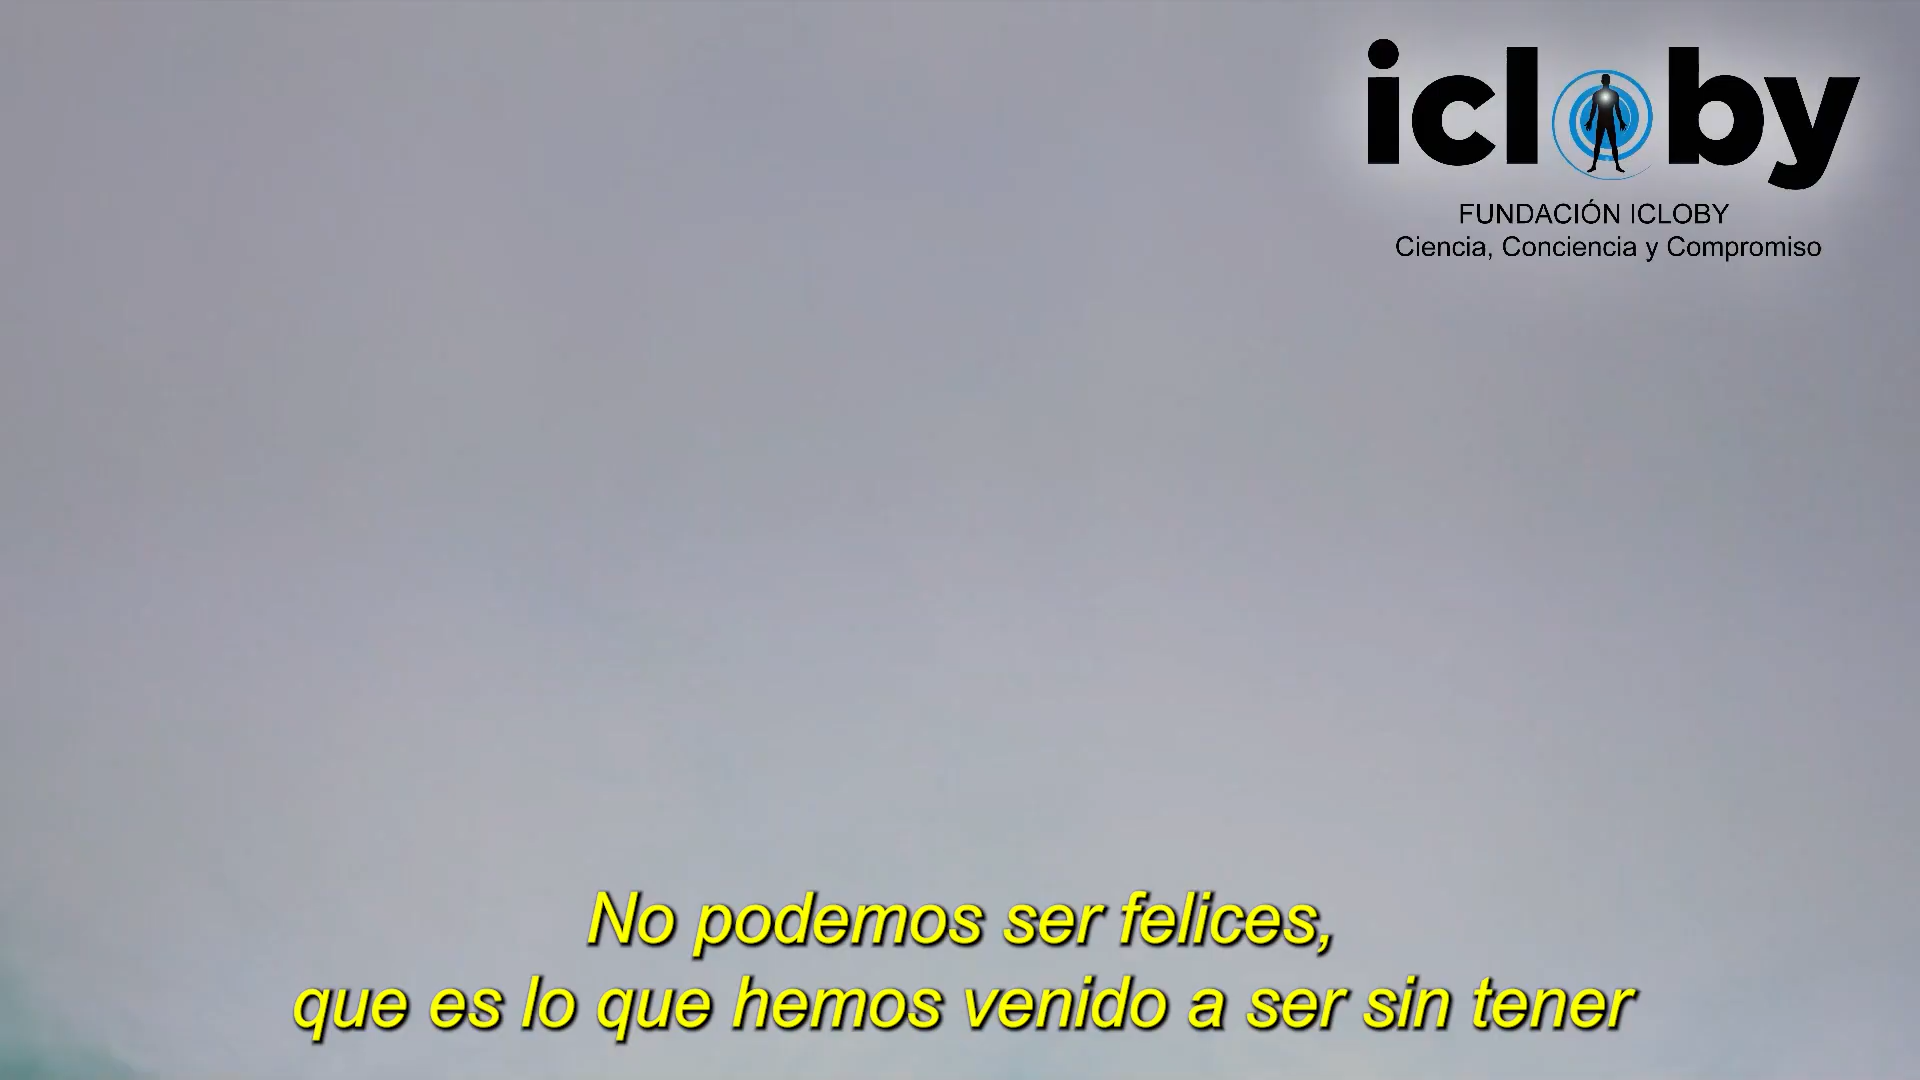 icloby
FUNDACIÓN ICLOBY
Ciencia, Conciencia y Compromiso
No podemos ser felices,
que es lo que hemos venido a ser sin tener